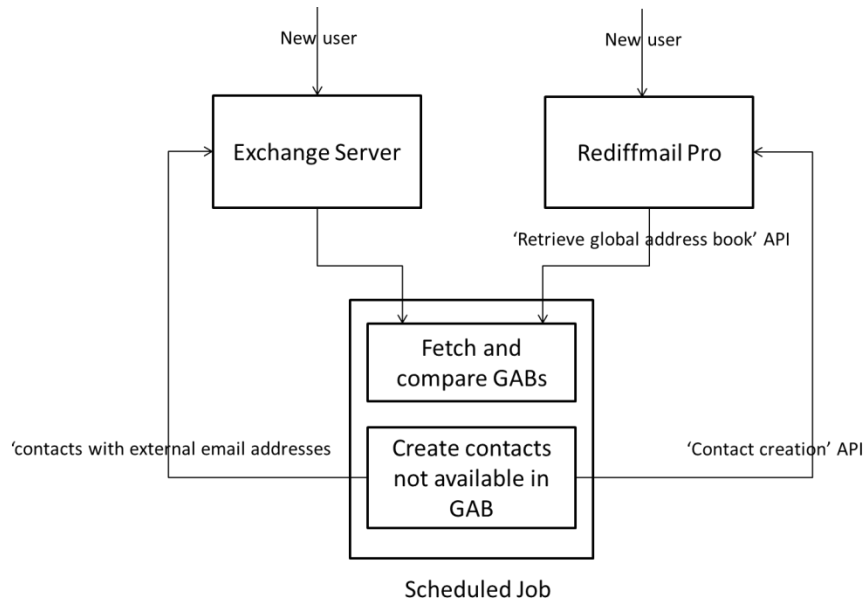 New user
New user
Exchange Server
Rediffmail Pro
‘Retrieve global address book’ API
Fetch and
compare GABs
‘contacts with external email addresses
Create contacts
not available in
GAB
‘Contact creation’ API
Scheduled Job